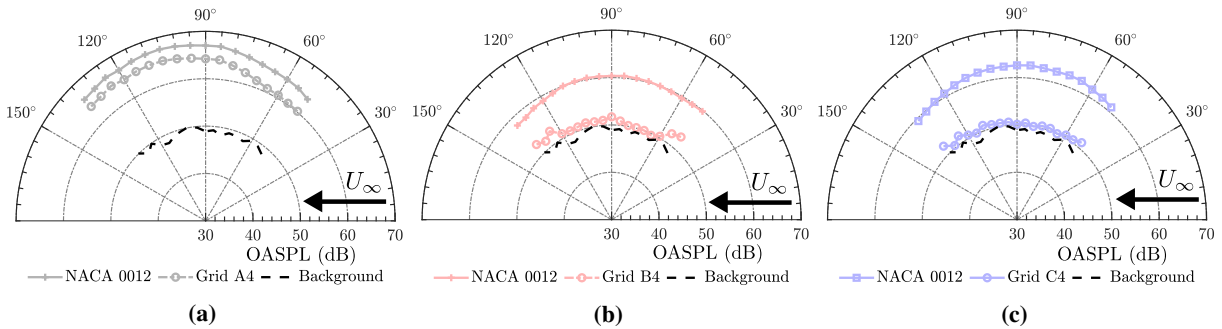 90°
120°
60°
150°
30°
U∞
30 40 50 60 70
OASPL (dB)
NACA 0012 Grid A4 Background
(a)
90°
120°
60°
150°
30°
U∞
30 40 50 60 70
OASPL (dB)
NACA 0012 Grid B4 Background
(b)
90°
120°
60°
150°
30°
U∞
30 40 50 60 70
OASPL (dB)
NACA 0012 Grid C4 Background
(c)